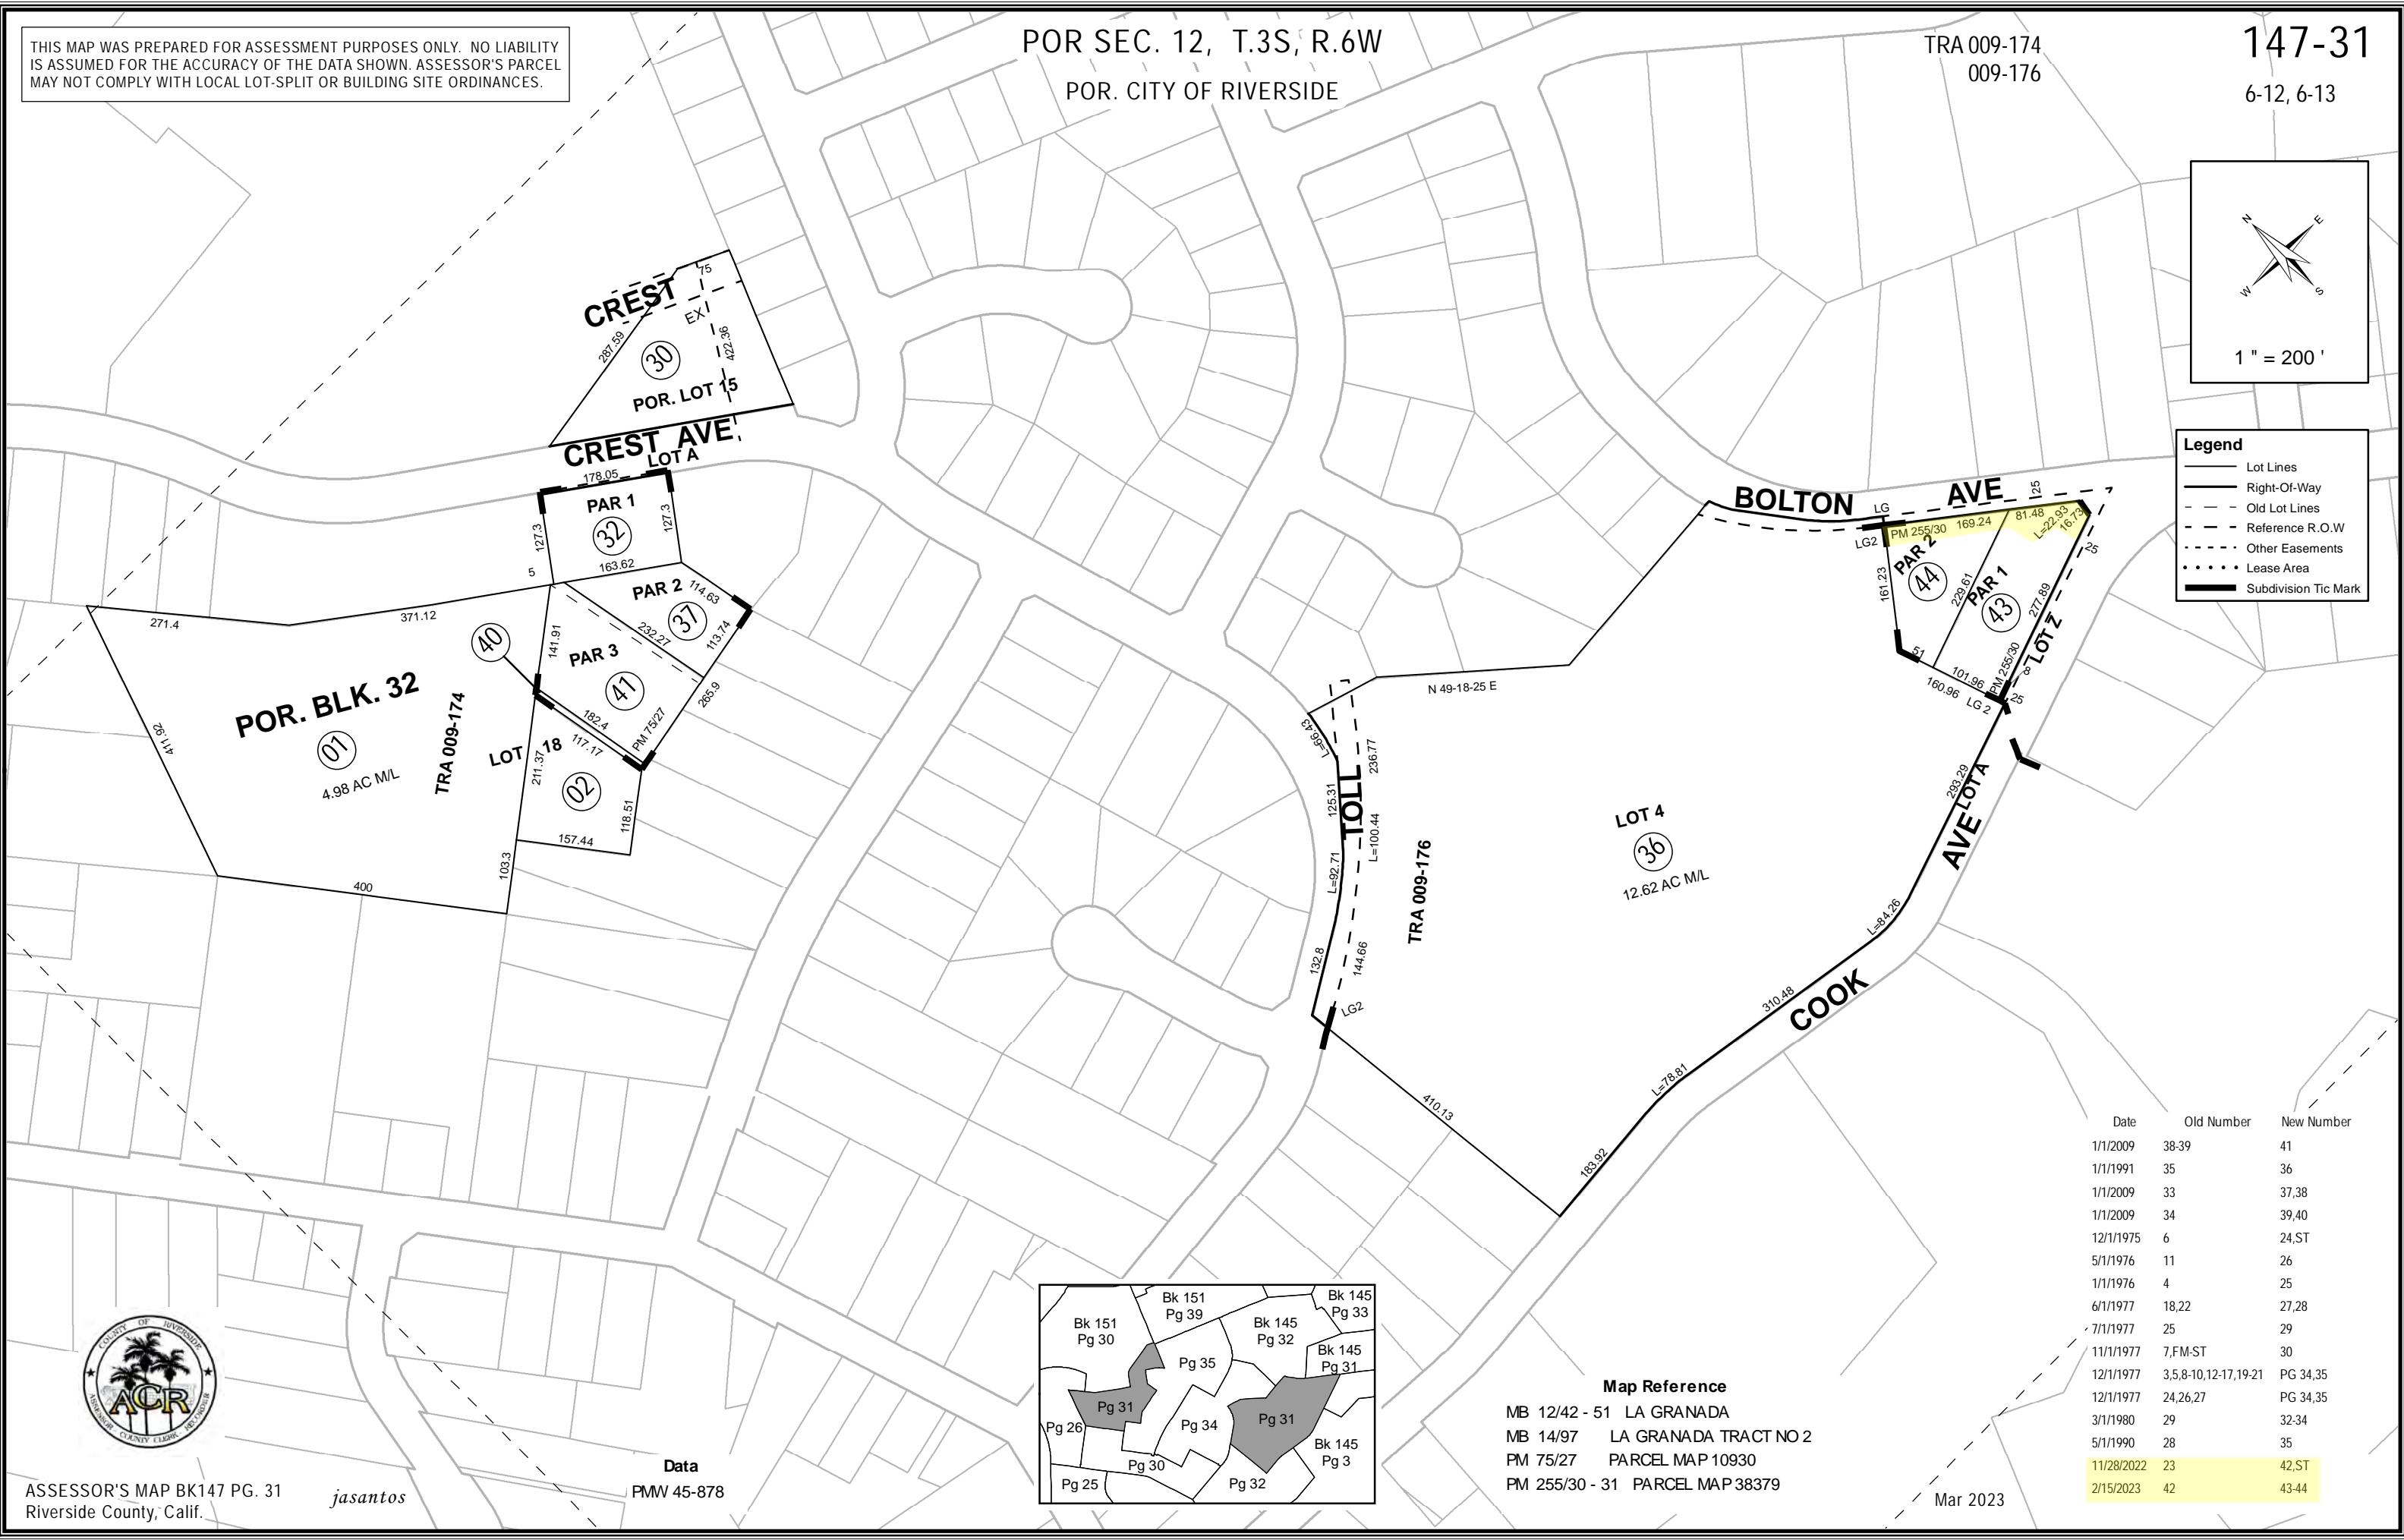 THIS MAP WAS PREPARED FOR ASSESSMENT PURPOSES ONLY. NO LIABILITY
IS ASSUMED FOR THE ACCURACY OF THE DATA SHOWN. ASSESSOR'S PARCEL
MAY NOT COMPLY WITH LOCAL LOT-SPLIT OR BUILDING SITE ORDINANCES.
POR SEC. 12, T.3S, R.6W
POR. CITY OF RIVERSIDE
TRA 009-174
009-176
147-31
6-12, 6-13
N
E
W
S
1 " = 200 '
Legend
Lot Lines
Right-Of-Way
Old Lot Lines
Reference R.O.W
Other Easements
Lease Area
Subdivision Tic Mark
CREST
75
EX
287.59
422.36
30
POR. LOT 15
CREST AVE
LOT A
178.05
PAR 1
32
127.3
127.3
163.62
5
PAR 2
114.63
37
113.74
232.27
271.4
371.12
40
141.91
PAR 3
41
265.9
182.4
117.17
PM 75/27
POR. BLK. 32
01
4.98 AC M/L
411.92
TRA 009-174
LOT 18
211.37
02
118.51
157.44
103.3
400
BOLTON AVE
25
LG
LG2
PM 255/30
169.24
81.48
L=22.93
16.73
25
PAR 2
44
161.23
229.61
PAR 1
43
277.89
LOT Z
51
101.96
160.96
PM 255/30
8
25
LG 2
N 49-18-25 E
L=66.43
TOLL
236.77
125.31
L=100.44
L=92.71
132.8
144.66
LG2
TRA 009-176
LOT 4
36
12.62 AC M/L
293.29
LOT A
AVE
L=84.26
COOK
310.48
L=78.81
183.92
410.13
Date Old Number New Number
1/1/2009 38-39 41
1/1/1991 35 36
1/1/2009 33 37,38
1/1/2009 34 39,40
12/1/1975 6 24,ST
5/1/1976 11 26
1/1/1976 4 25
6/1/1977 18,22 27,28
7/1/1977 25 29
11/1/1977 7,FM-ST 30
12/1/1977 3,5,8-10,12-17,19-21 PG 34,35
12/1/1977 24,26,27 PG 34,35
3/1/1980 29 32-34
5/1/1990 28 35
11/28/2022 23 42,ST
2/15/2023 42 43-44
Bk 151
Pg 39
Bk 145
Pg 33
Bk 151
Pg 30
Bk 145
Pg 32
Bk 145
Pg 31
Pg 35
Pg 31
Pg 31
Pg 26
Pg 34
Bk 145
Pg 3
Pg 30
Pg 25
Pg 32
Map Reference
MB 12/42 - 51 LA GRANADA
MB 14/97 LA GRANADA TRACT NO 2
PM 75/27 PARCEL MAP 10930
PM 255/30 - 31 PARCEL MAP 38379
Mar 2023
COUNTY OF RIVERSIDE
ACR
ASSESSOR - COUNTY CLERK - RECORDER
ASSESSOR'S MAP BK147 PG. 31
Riverside County, Calif.
jasantos
Data
PMW 45-878